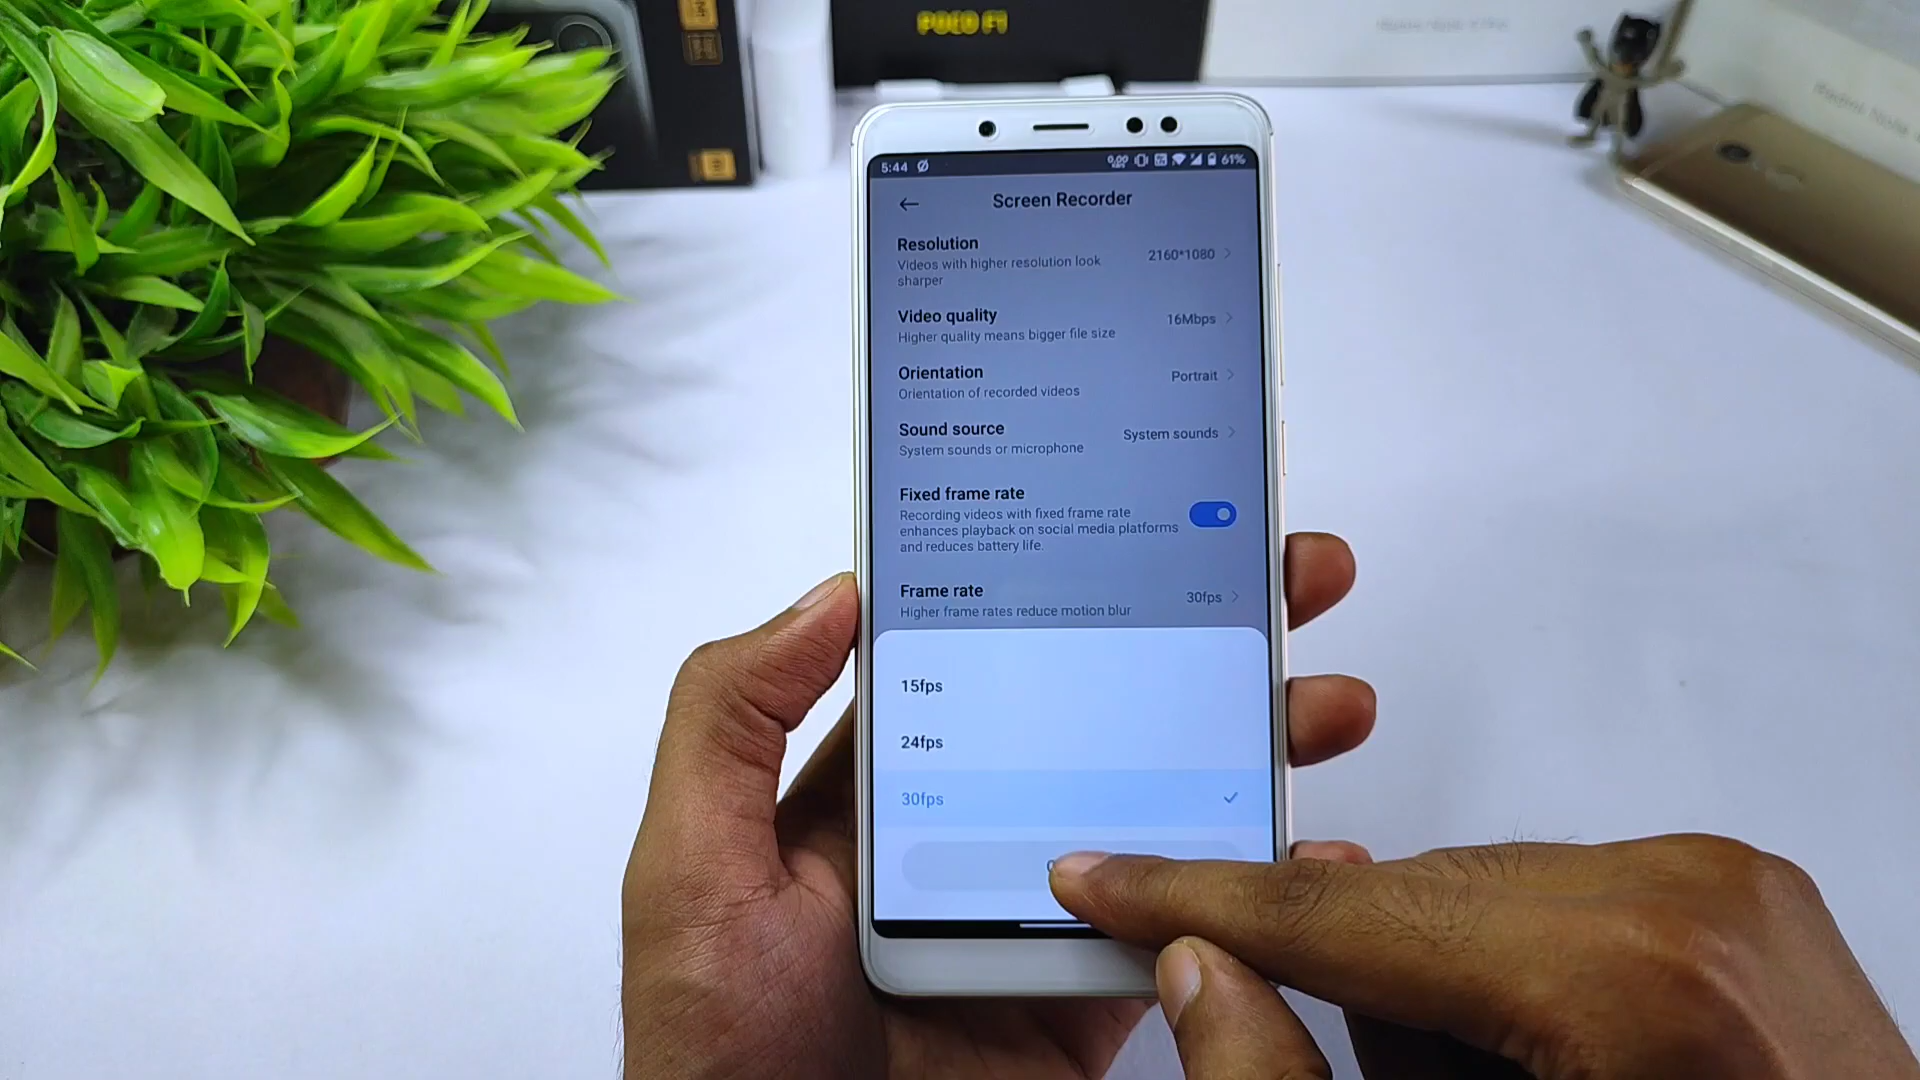 POCO F1
5:44
61%
Screen Recorder
Resolution
Videos with higher resolution look
sharper
2160*1080
Video quality
Higher quality means bigger file size
16Mbps
Orientation
Orientation of recorded videos
Portrait
Sound source
System sounds or microphone
System sounds
Fixed frame rate
Recording videos with fixed frame rate
enhances playback on social media platforms
and reduces battery life.
Frame rate
Higher frame rates reduce motion blur
30fps
15fps
24fps
30fps
Redmi Note